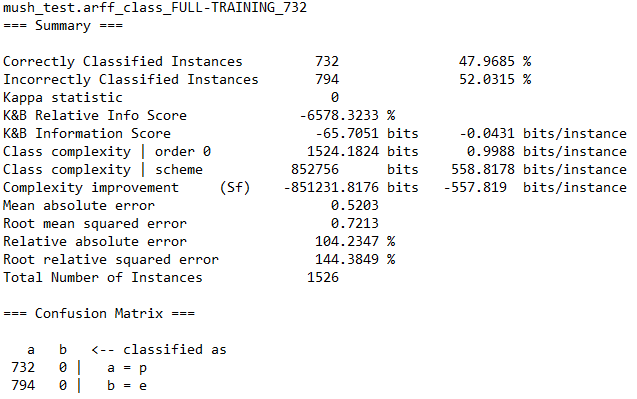 mush_test.arff_class_FULL-TRAINING_732
=== Summary ===
Correctly Classified Instances 732 47.9685 %
Incorrectly Classified Instances 794 52.0315 %
Kappa statistic 0
K&B Relative Info Score -6578.3233 %
K&B Information Score -65.7051 bits -0.0431 bits/instance
Class complexity | order 0 1524.1824 bits 0.9988 bits/instance
Class complexity | scheme 852756 bits 558.8178 bits/instance
Complexity improvement (Sf) -851231.8176 bits -557.819 bits/instance
Mean absolute error 0.5203
Root mean squared error 0.7213
Relative absolute error 104.2347 %
Root relative squared error 144.3849 %
Total Number of Instances 1526
=== Confusion Matrix ===
a b <-- classified as
732 0 | a = p
794 0 | b = e